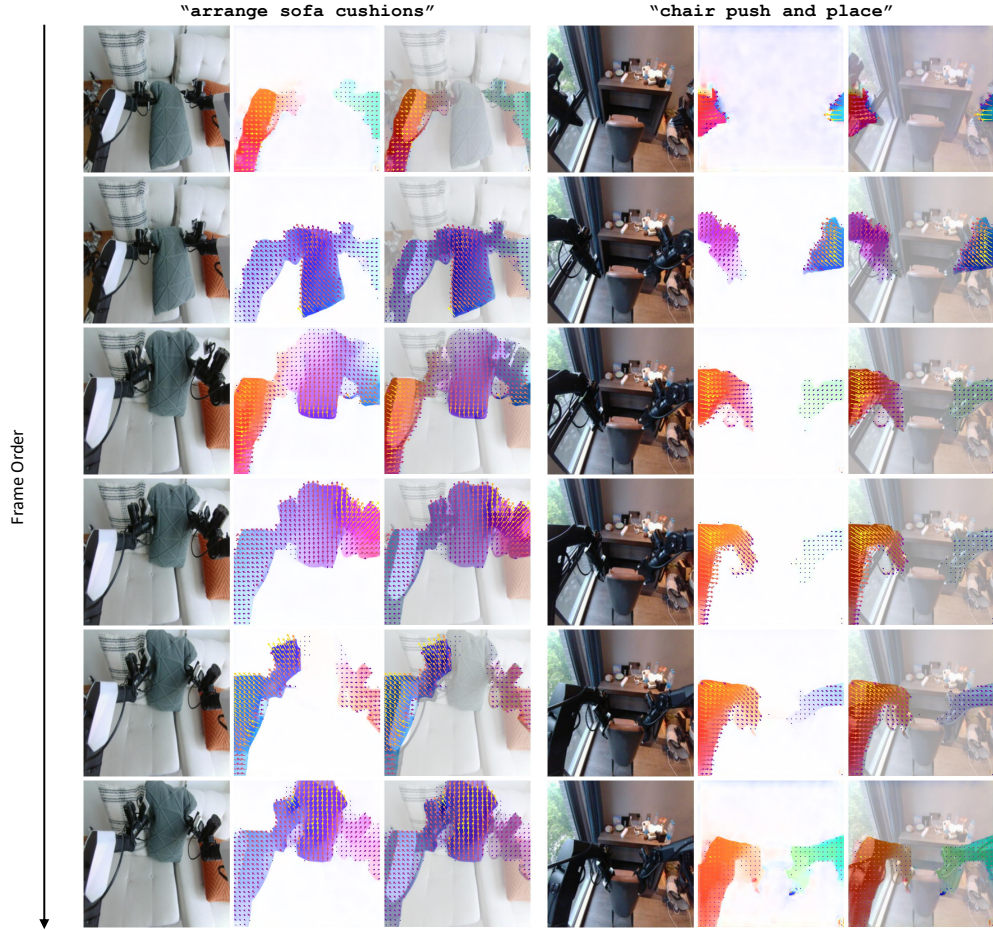 “arrange sofa cushions”
“chair push and place”
Frame Order